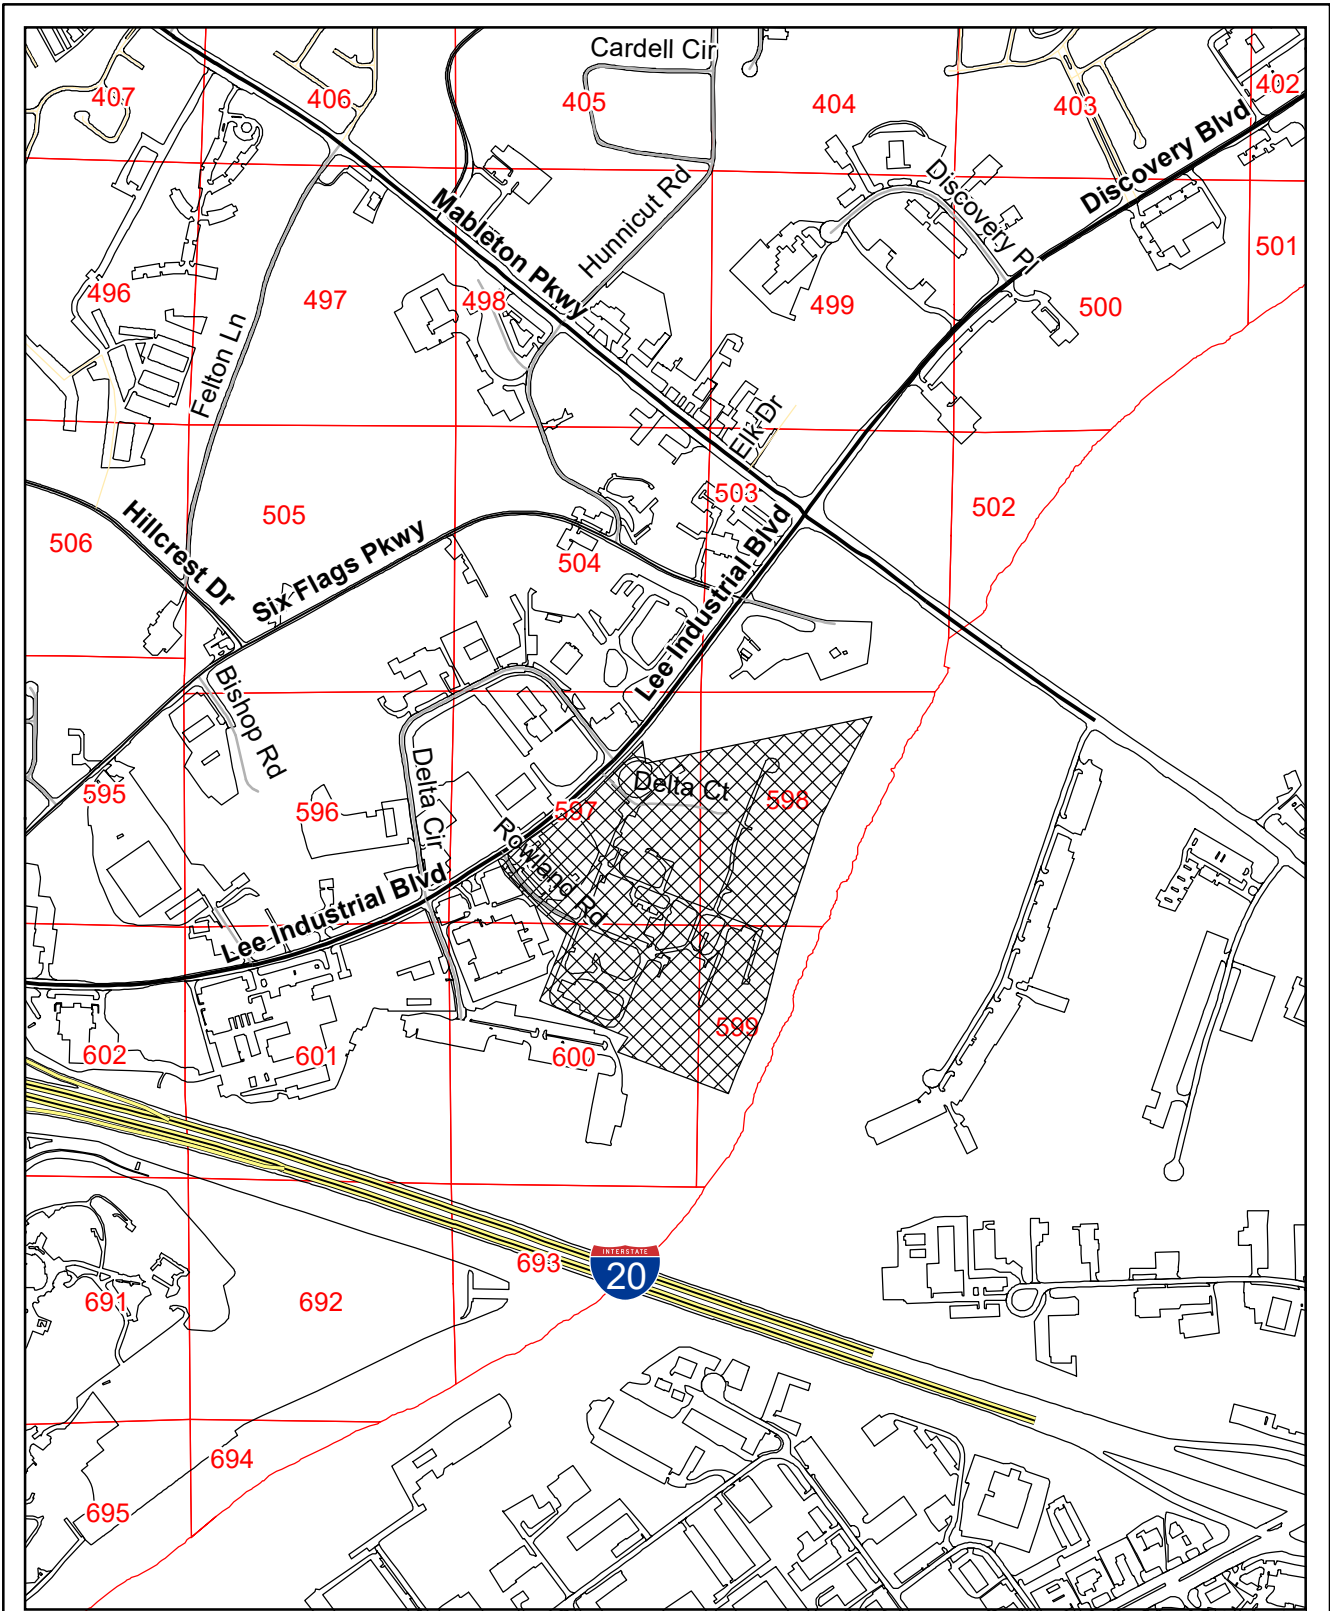 Cardell Cir
407
406
405
404
403
402
Discovery Blvd
Hunnicut Rd
Discovery Pl
Mableton Pkwy
501
496
497
498
499
500
Felton Ln
Elk Dr
503
502
505
506
Hillcrest Dr
Six Flags Pkwy
504
Lee Industrial Blvd
Bishop Rd
Delta Cir
Delta Ct
595
596
597
598
Rowland Rd
Lee Industrial Blvd
599
602
601
600
693
INTERSTATE
20
691
692
694
695